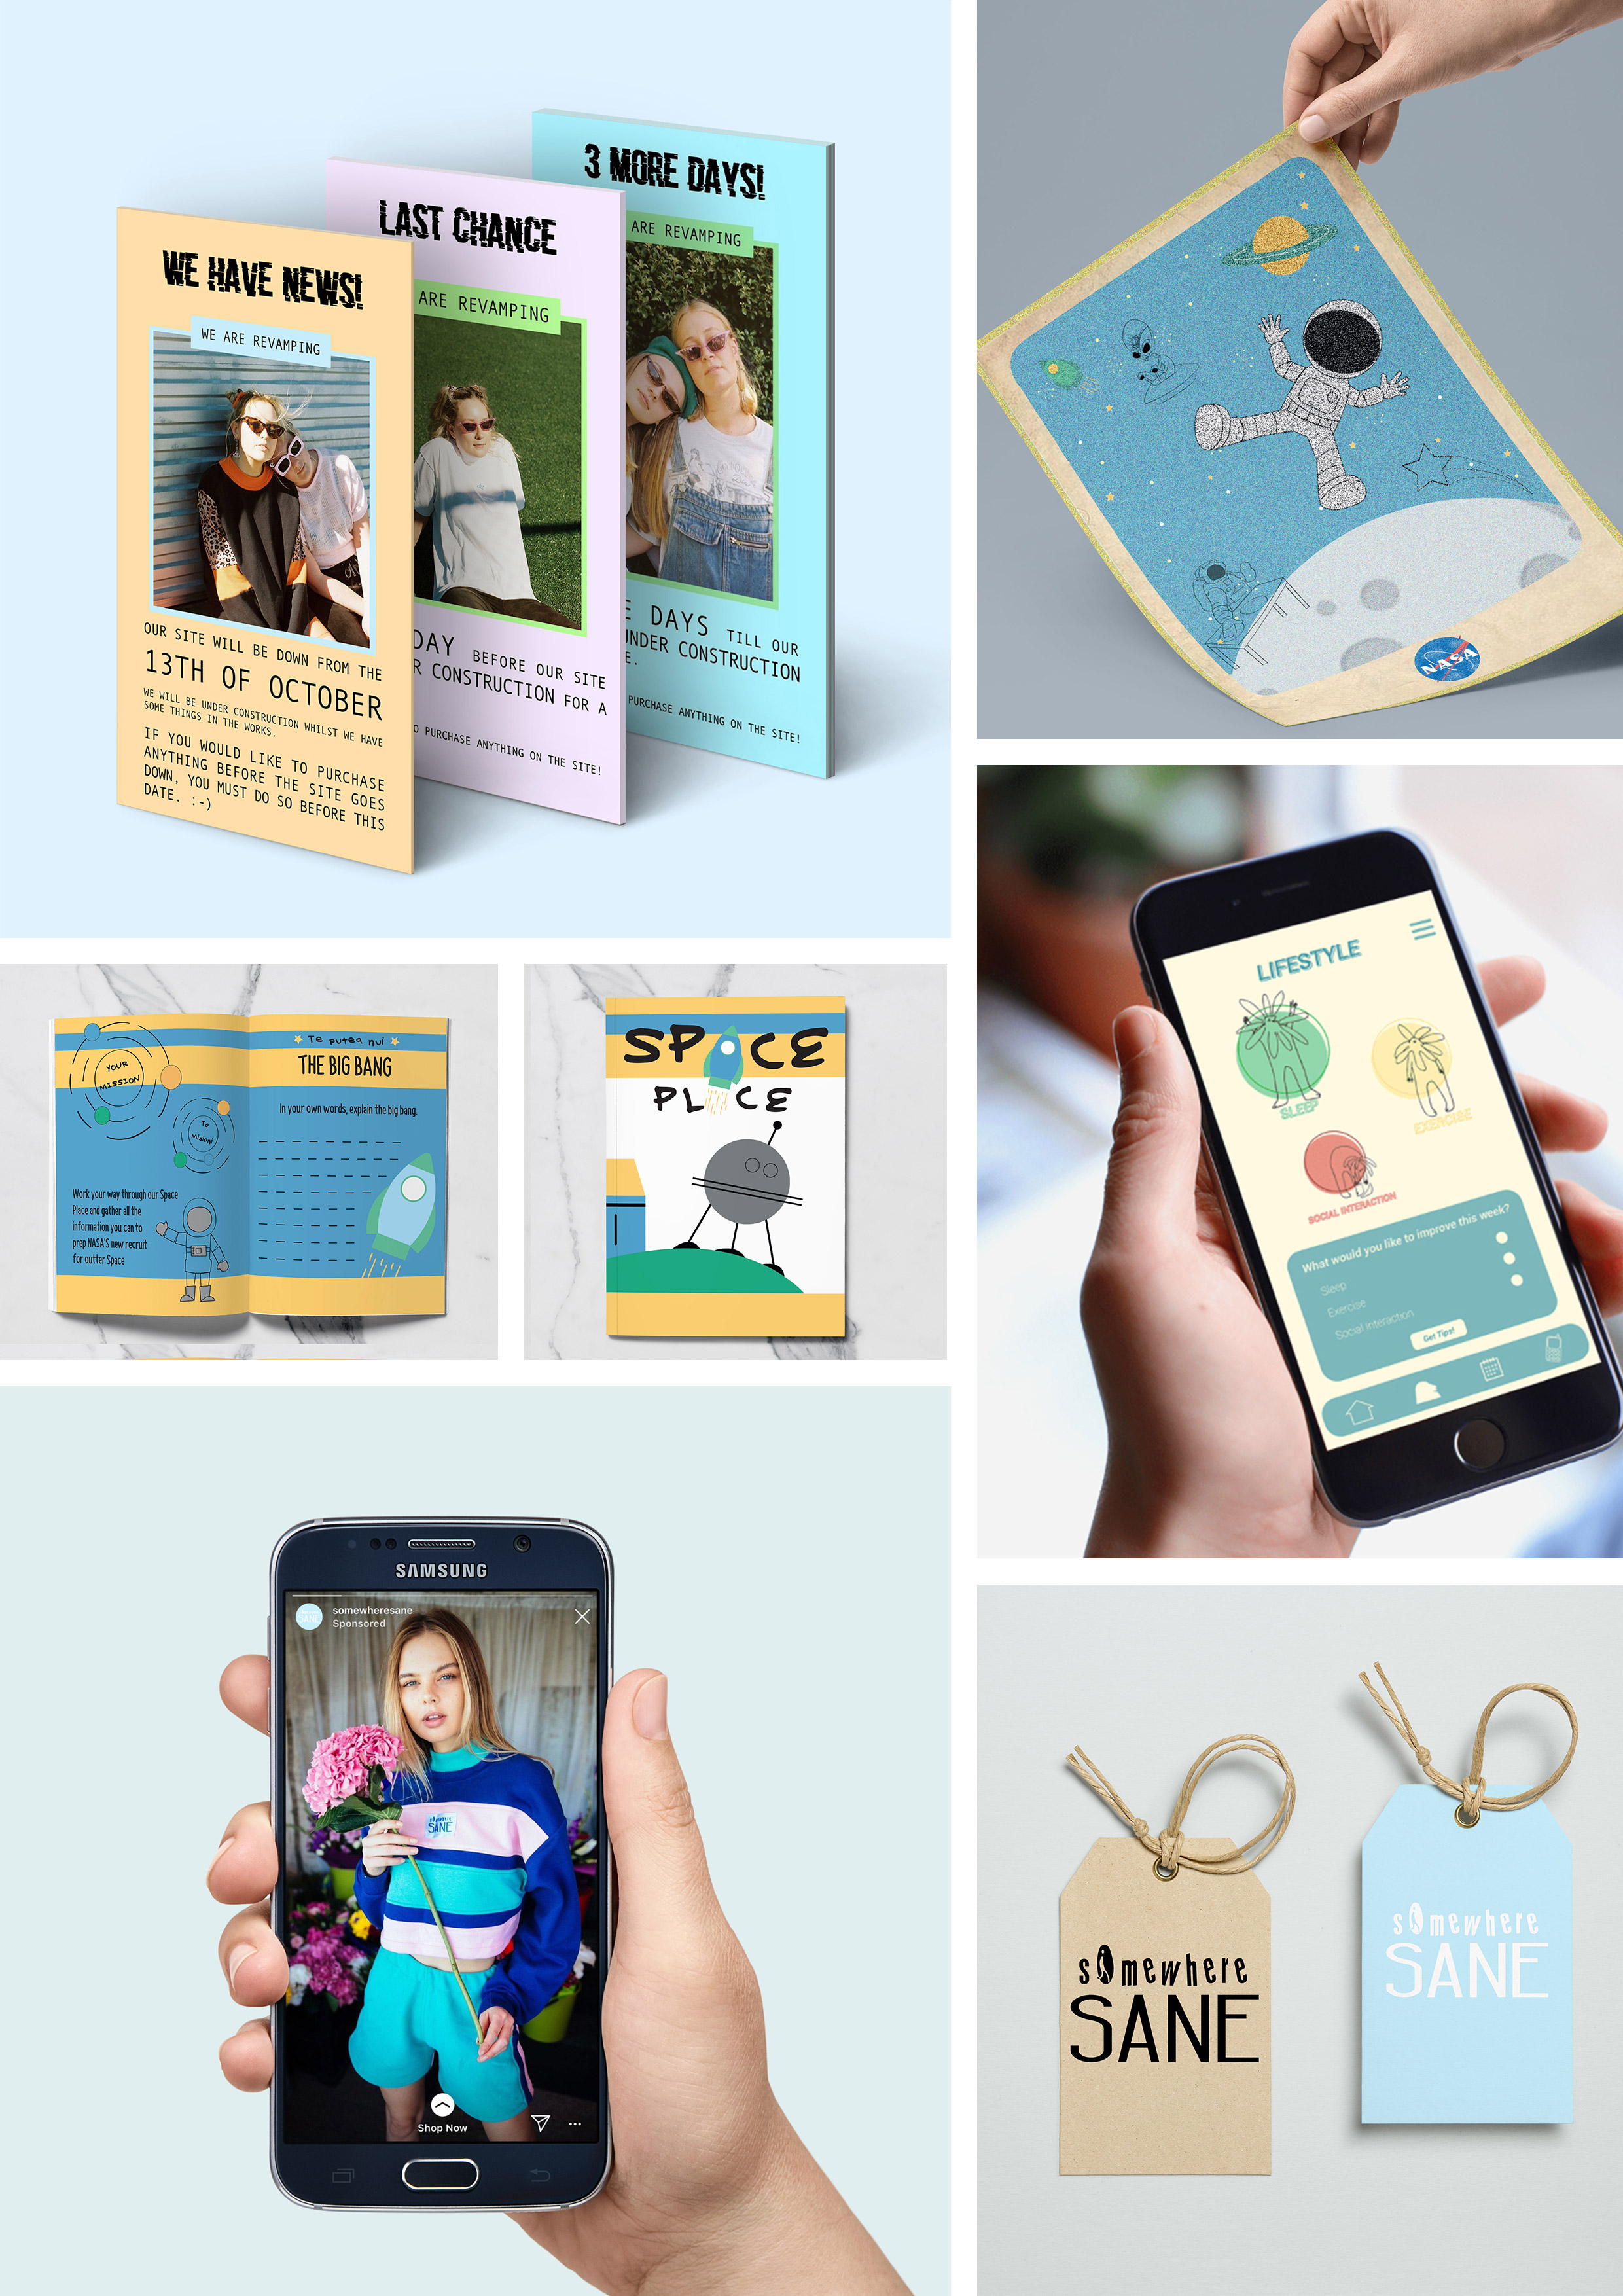 WE HAVE NEWS!
WE ARE REVAMPING
OUR SITE WILL BE DOWN FROM THE
13TH OF OCTOBER
WE WILL BE UNDER CONSTRUCTION WHILST WE HAVE
SOME THINGS IN THE WORKS.
IF YOU WOULD LIKE TO PURCHASE
ANYTHING BEFORE THE SITE GOES
DOWN, YOU MUST DO SO BEFORE THIS
DATE. :-)
LAST CHANCE
ARE REVAMPING
DAY BEFORE OUR SITE
CONSTRUCTION FOR A
PURCHASE ANYTHING ON THE SITE!
3 MORE DAYS!
ARE REVAMPING
DAYS TILL OUR
UNDER CONSTRUCTION
PURCHASE ANYTHING ON THE SITE!
NASA
YOUR
MISSION
To
Misioni
Work your way through our Space
Place and gather all the
information you can to
prep NASA'S new recruit
for outter Space
Te putea nui
THE BIG BANG
In your own words, explain the big bang.
SPACE
PLACE
LIFESTYLE
SLEEP
EXERCISE
SOCIAL INTERACTION
What would you like to improve this week?
Sleep
Exercise
Social Interaction
Get Tips!
SAMSUNG
somewheresane
Sponsored
SANE
Shop Now
somewhere
SANE
somewhere
SANE